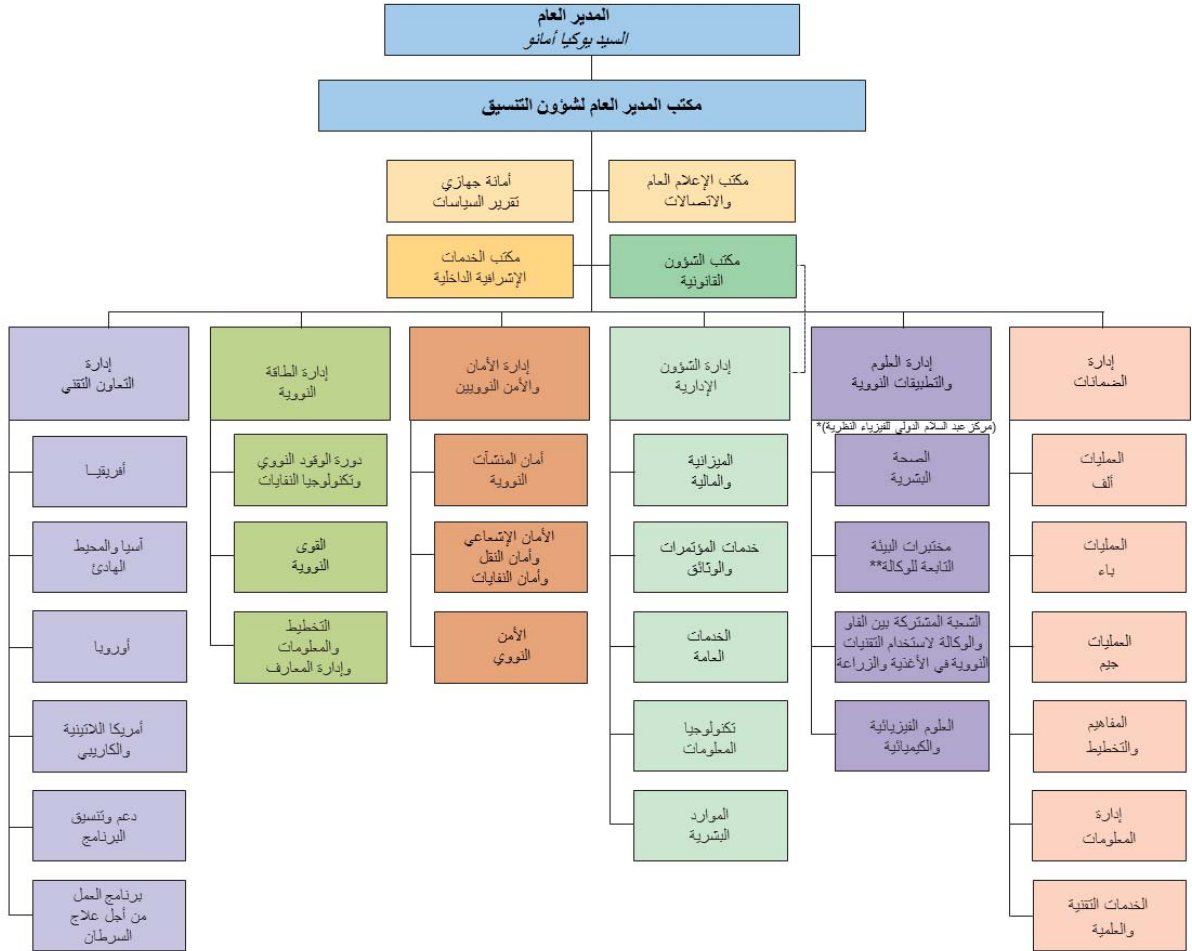 المدير العام
السيد يوكيا أمانو
مكتب المدير العام لشؤون التنسيق
مكتب الإعلام العام
والاتصالات
أمانة جهازي
تقرير السياسات
مكتب الشؤون
القانونية
مكتب الخدمات
الإشرافية الداخلية
إدارة
الضمانات
العمليات
ألف
العمليات
باء
العمليات
جيم
المفاهيم
والتخطيط
إدارة
المعلومات
الخدمات التقنية
والعلمية
إدارة العلوم
والتطبيقات النووية
(مركز عبد السلام الدولي للفيزياء النظرية)*
الصحة
البشرية
مختبرات البيئة
التابعة للوكالة**
الشعبة المشتركة بين الفاو
والوكالة لاستخدام التقنيات
النووية في الأغذية والزراعة
العلوم الفيزيائية
والكيميائية
إدارة الشؤون
الإدارية
الميزانية
والمالية
خدمات المؤتمرات
والوثائق
الخدمات
العامة
تكنولوجيا
المعلومات
الموارد
البشرية
إدارة الأمان
والأمن النوويين
أمان المنشآت
النووية
الأمان الإشعاعي
وأمان النقل
وأمان النفايات
الأمن
النووي
إدارة الطاقة
النووية
دورة الوقود النووي
وتكنولوجيا النفايات
القوى
النووية
التخطيط
والمعلومات
وإدارة المعارف
إدارة
التعاون التقني
أفريقيا
آسيا والمحيط
الهادئ
أوروبا
أمريكا اللاتينية
والكاريبي
دعم وتنسيق
البرنامج
برنامج العمل
من أجل علاج
السرطان